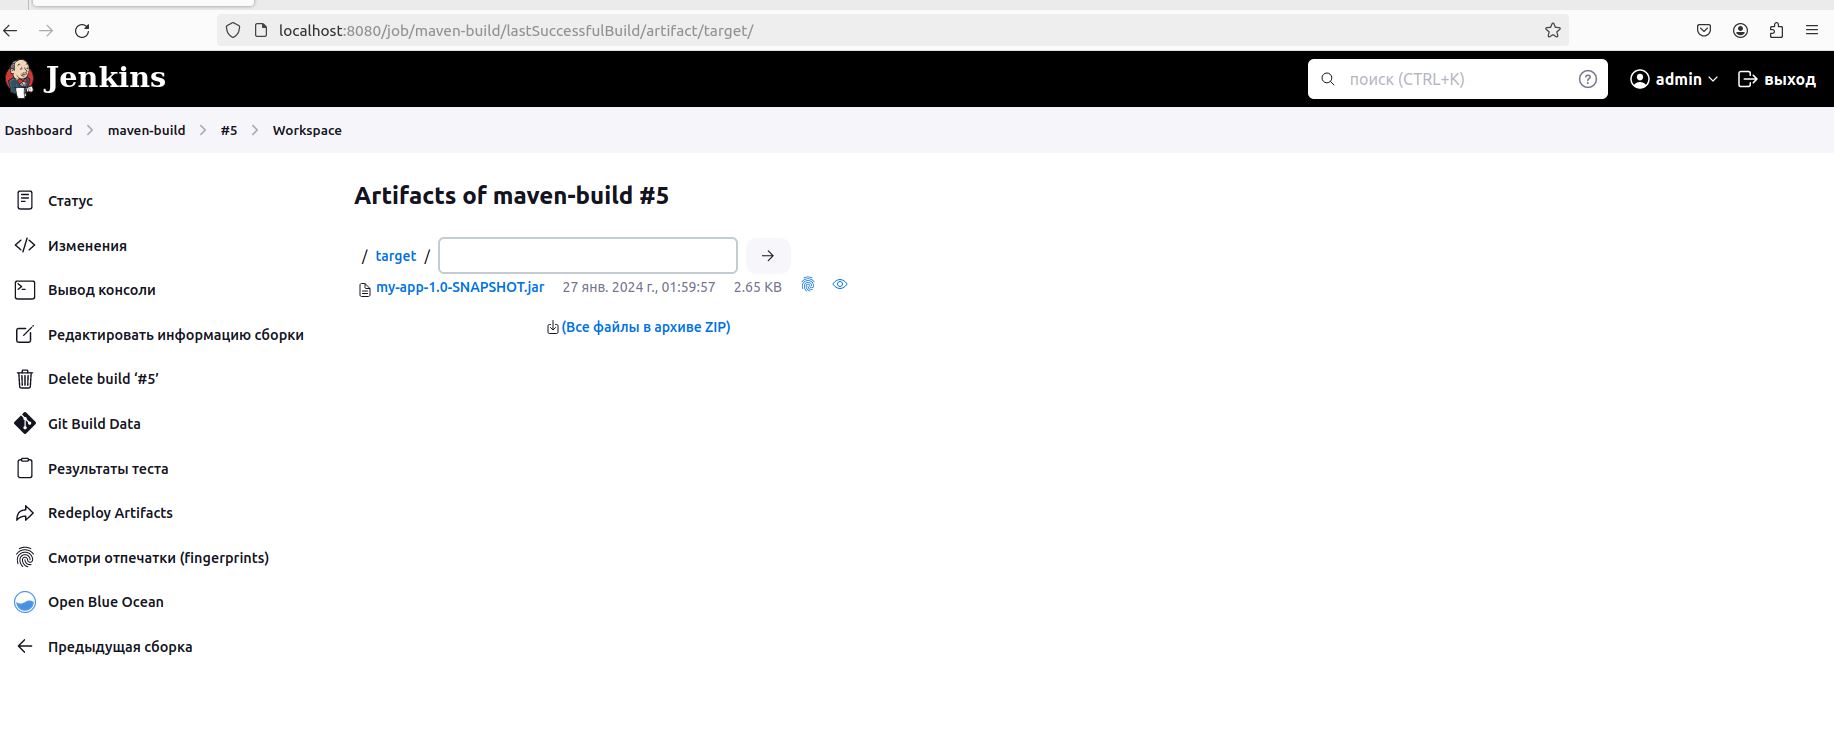 localhost:8080/job/maven-build/lastSuccessfulBuild/artifact/target/
Jenkins
поиск (CTRL+K)
admin
выход
Dashboard
maven-build
#5
Workspace
Статус
Изменения
Вывод консоли
Редактировать информацию сборки
Delete build ‘#5’
Git Build Data
Результаты теста
Redeploy Artifacts
Смотри отпечатки (fingerprints)
Open Blue Ocean
Предыдущая сборка
Artifacts of maven-build #5
/ target /
my-app-1.0-SNAPSHOT.jar 27 янв. 2024 г., 01:59:57 2.65 KB
(Все файлы в архиве ZIP)